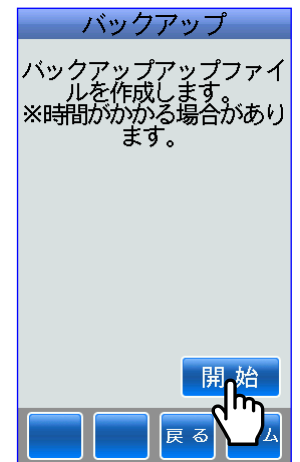 バックアップ
バックアップアップファイ
ルを作成します。
※時間がかかる場合があり
ます。
開始
戻る
ム